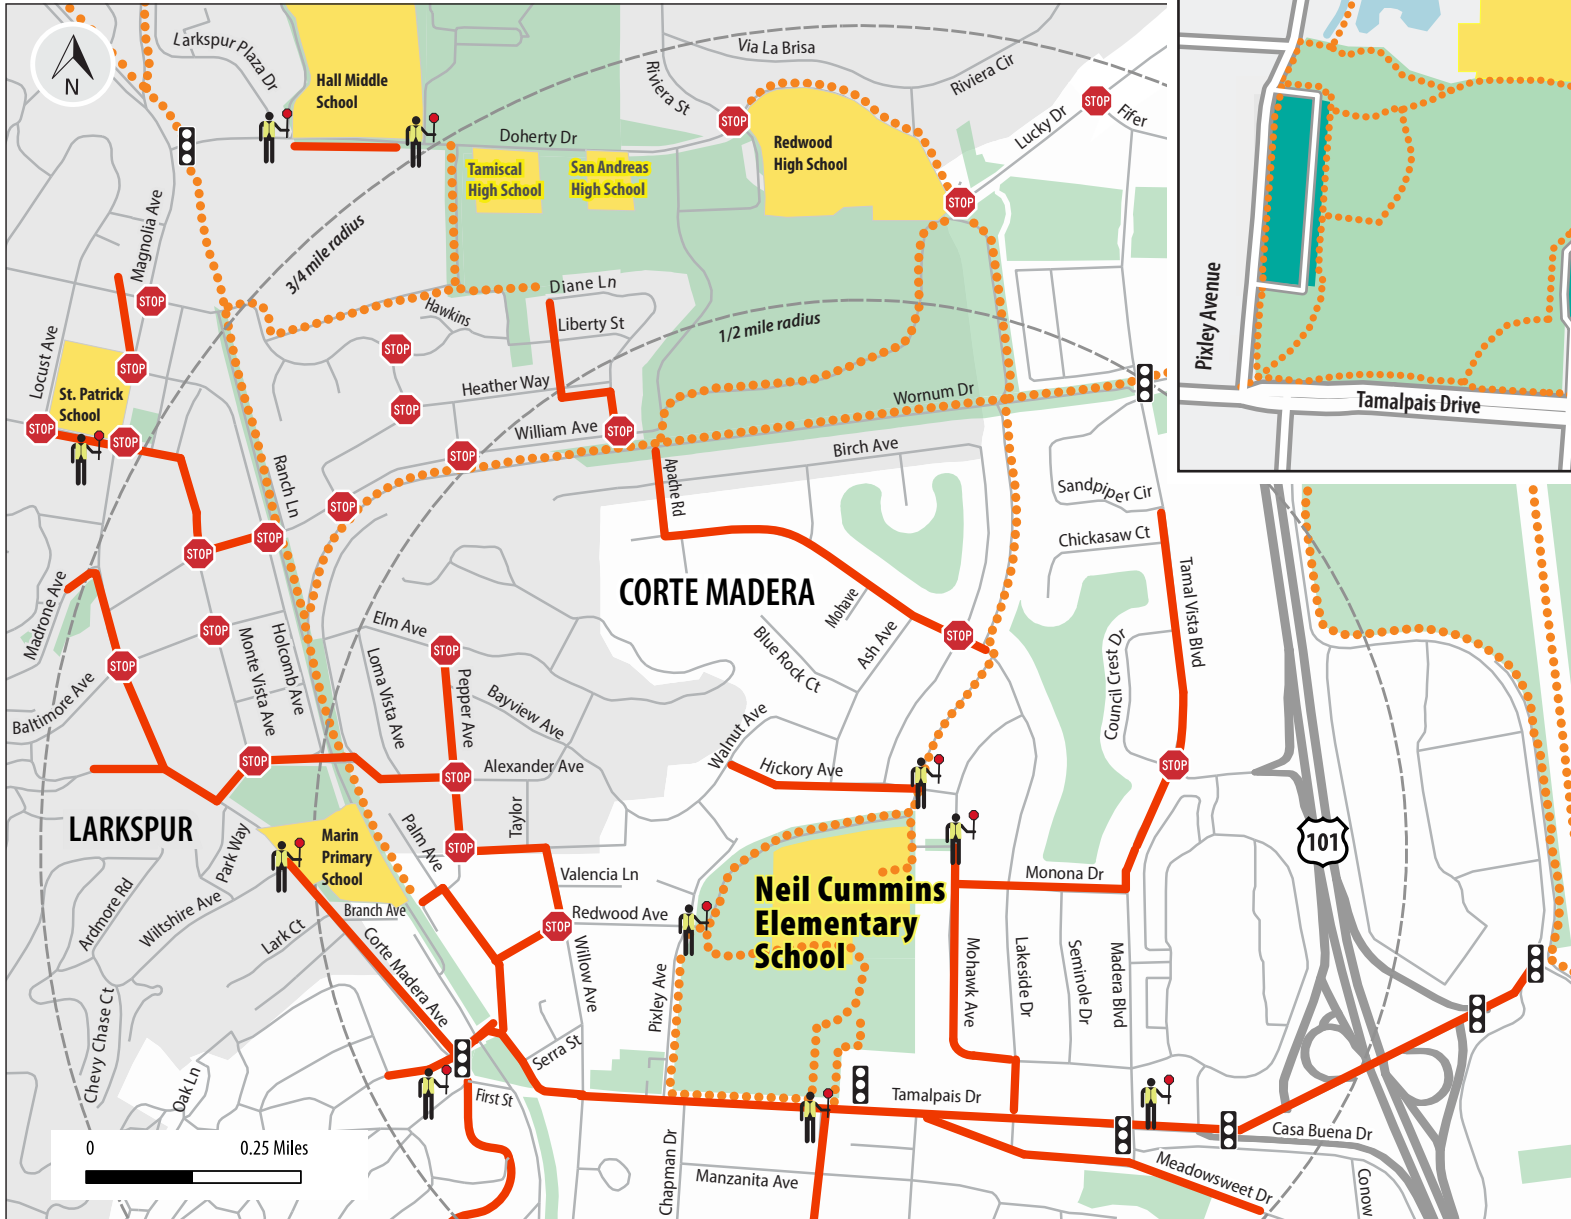 N
Larkspur Plaza Dr
Hall Middle
School
Via La Brisa
Riviera St
Riviera Cir
Lucky Dr
STOP
Fifer
STOP
Doherty Dr
Redwood
High School
Tamiscal
High School
San Andreas
High School
STOP
Magnolia Ave
3/4 mile radius
STOP
Diane Ln
Hawkins
Liberty St
1/2 mile radius
STOP
STOP
Locust Ave
St. Patrick
School
Heather Way
Wornum Dr
STOP
STOP
STOP
William Ave
STOP
STOP
Birch Ave
Ranch Ln
Apache Rd
STOP
Sandpiper Cir
Chickasaw Ct
STOP
STOP
Tamal Vista Blvd
CORTE MADERA
Madrone Ave
Mohave
Elm Ave
STOP
Holcomb Ave
Monte Vista Ave
STOP
STOP
STOP
Blue Rock Ct
Ash Ave
Council Crest Dr
Baltimore Ave
Loma Vista Ave
Pepper Ave
Bayview Ave
Walnut Ave
STOP
Alexander Ave
STOP
Hickory Ave
STOP
LARKSPUR
Taylor
Palm Ave
STOP
101
Marin
Primary
School
Park Way
Valencia Ln
Monona Dr
Neil Cummins
Elementary
School
Ardmore Rd
Wiltshire Ave
Branch Ave
Lark Ct
STOP
Redwood Ave
Corte Madera Ave
Willow Ave
Pixley Ave
Mohawk Ave
Lakeside Dr
Seminole Dr
Madera Blvd
Chevy Chase Ct
Serra St
Oak Ln
First St
Tamalpais Dr
Casa Buena Dr
0
0.25 Miles
Chapman Dr
Manzanita Ave
Meadowsweet Dr
Conow
Pixley Avenue
Tamalpais Drive